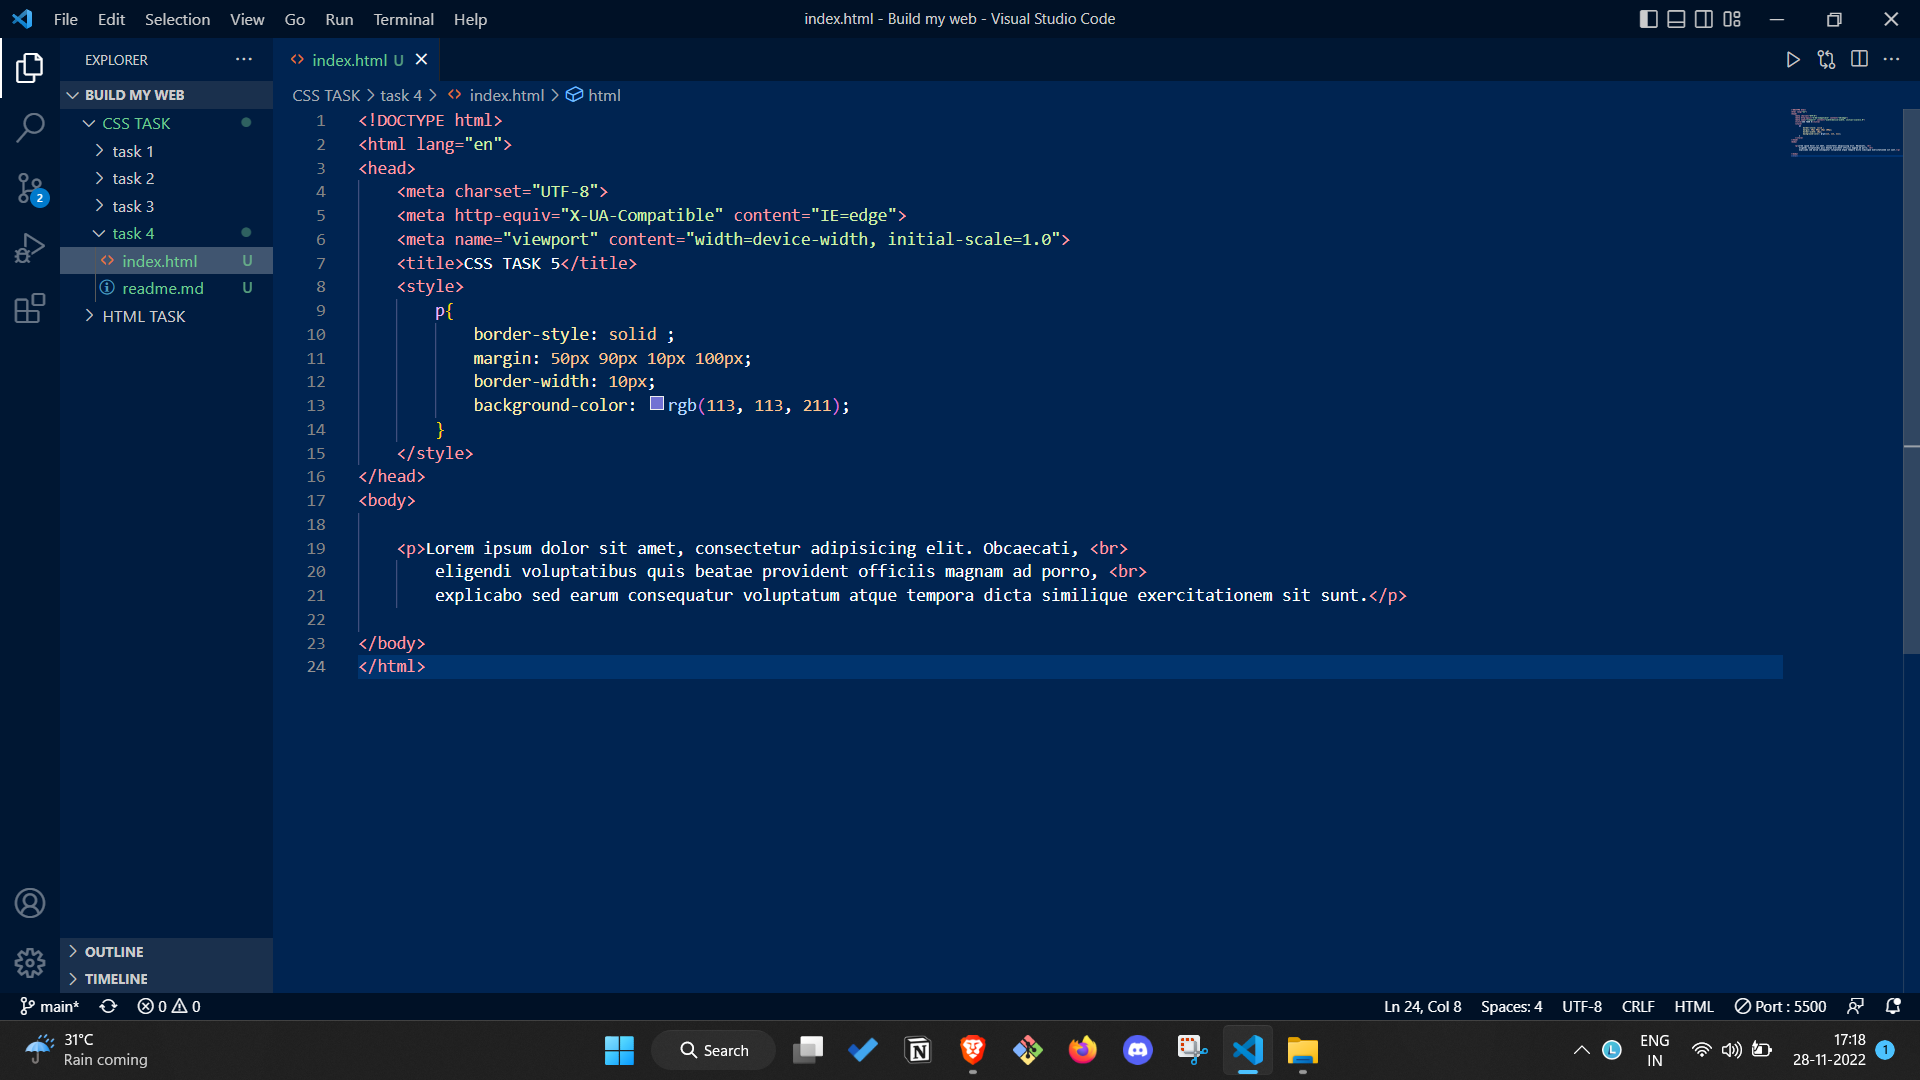 File Edit Selection View Go Run Terminal Help
index.html - Build my web - Visual Studio Code
EXPLORER
BUILD MY WEB
CSS TASK
task 1
task 2
task 3
task 4
index.html U
readme.md U
HTML TASK
OUTLINE
TIMELINE
2
index.html U
CSS TASK > task 4 > index.html > html
1 <!DOCTYPE html>
2 <html lang="en">
3 <head>
4 <meta charset="UTF-8">
5 <meta http-equiv="X-UA-Compatible" content="IE=edge">
6 <meta name="viewport" content="width=device-width, initial-scale=1.0">
7 <title>CSS TASK 5</title>
8 <style>
9 p{
10 border-style: solid ;
11 margin: 50px 90px 10px 100px;
12 border-width: 10px;
13 background-color: rgb(113, 113, 211);
14 }
15 </style>
16 </head>
17 <body>
18
19 <p>Lorem ipsum dolor sit amet, consectetur adipisicing elit. Obcaecati, <br>
20 eligendi voluptatibus quis beatae provident officiis magnam ad porro, <br>
21 explicabo sed earum consequatur voluptatum atque tempora dicta similique exercitationem sit sunt.</p>
22
23 </body>
24 </html>
main* 0 0 Ln 24, Col 8 Spaces: 4 UTF-8 CRLF HTML Port : 5500
31°C
Rain coming
Search
ENG
IN
17:18
28-11-2022
1